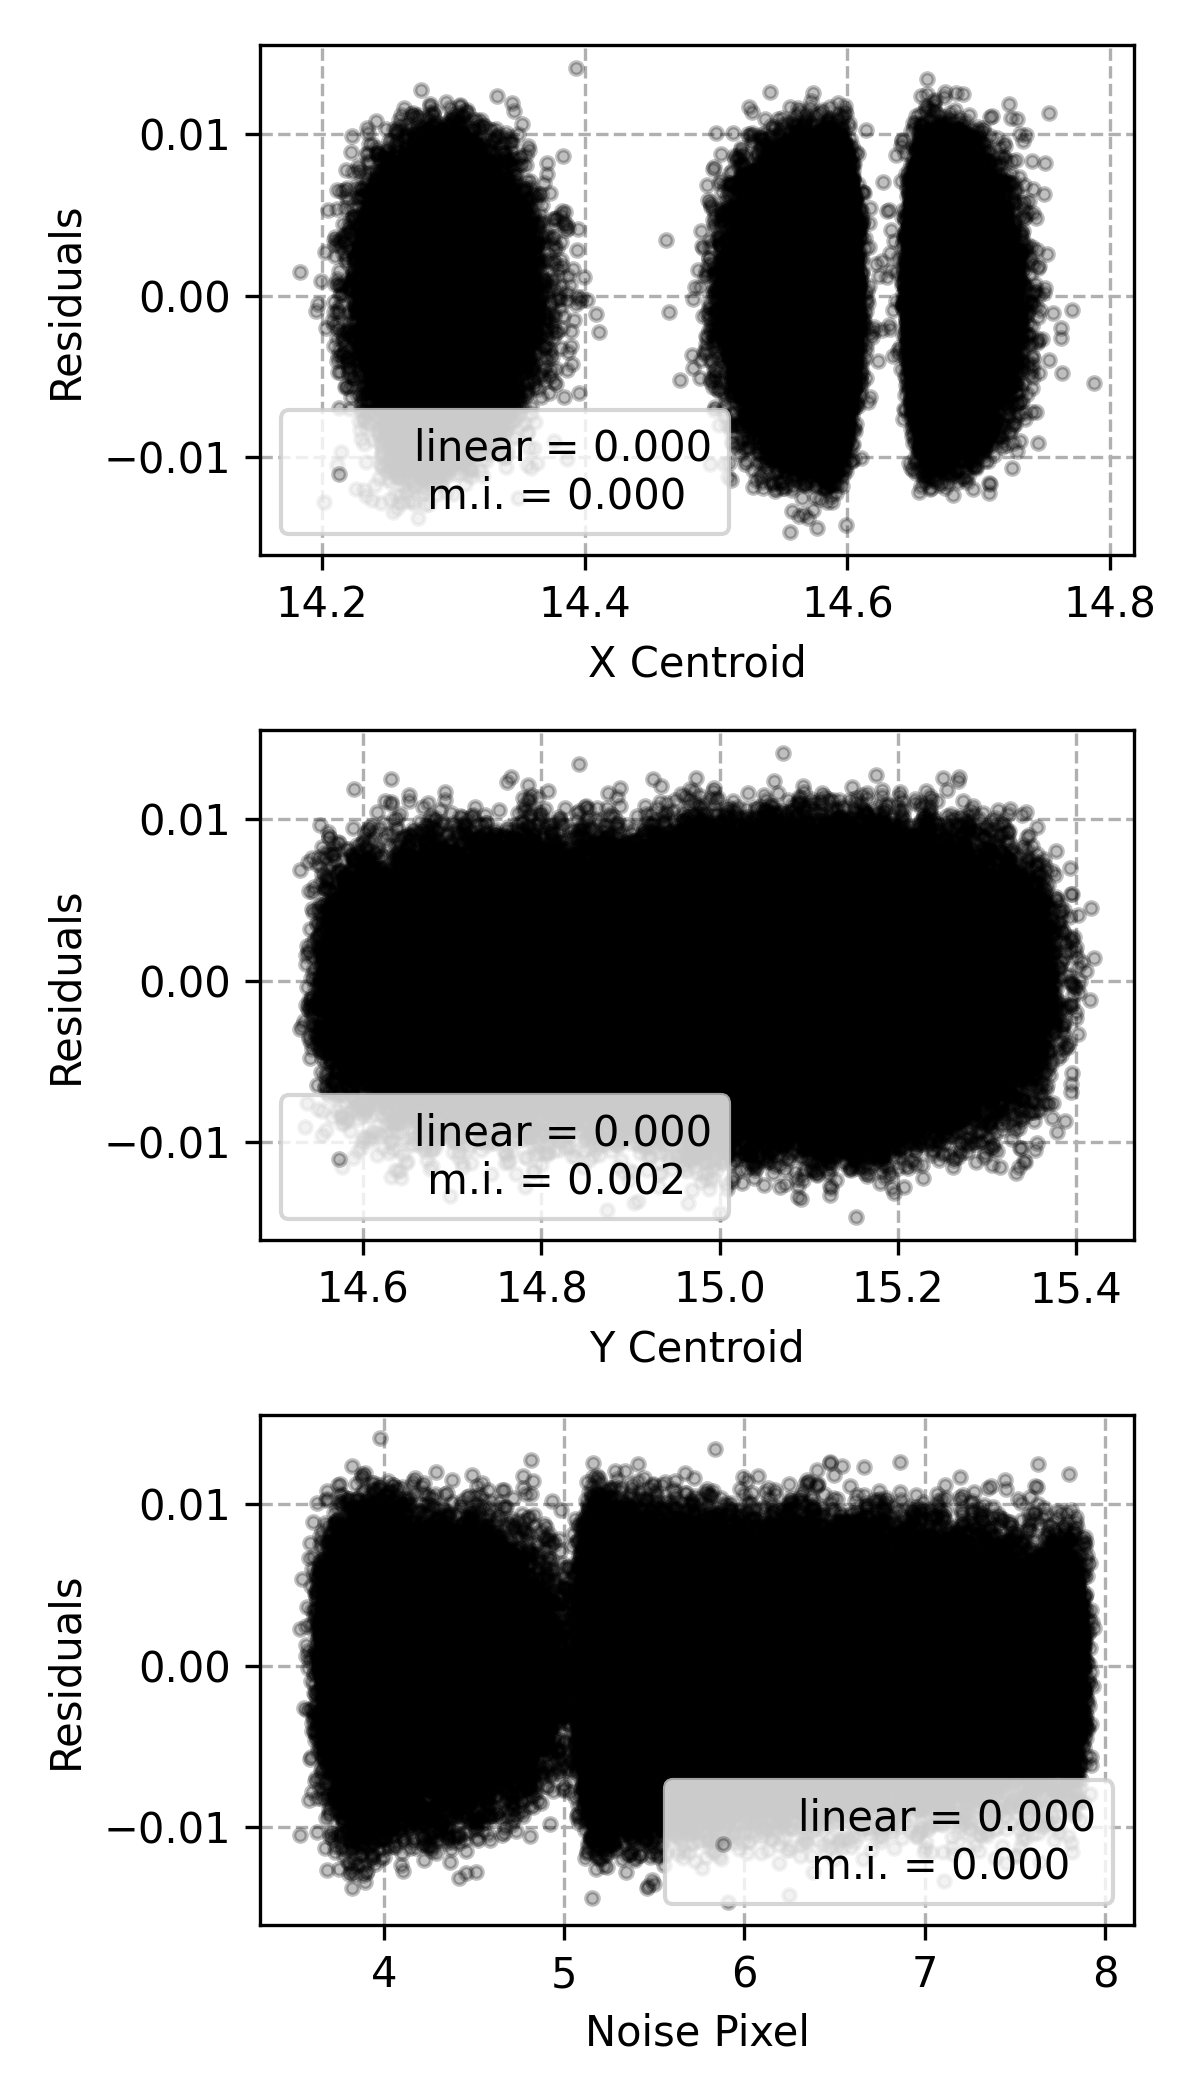 0.01
0.00
−0.01
Residuals
linear = 0.000
m.i. = 0.000
14.2 14.4 14.6 14.8
X Centroid
0.01
0.00
−0.01
Residuals
linear = 0.000
m.i. = 0.002
14.6 14.8 15.0 15.2 15.4
Y Centroid
0.01
0.00
−0.01
Residuals
linear = 0.000
m.i. = 0.000
4 5 6 7 8
Noise Pixel